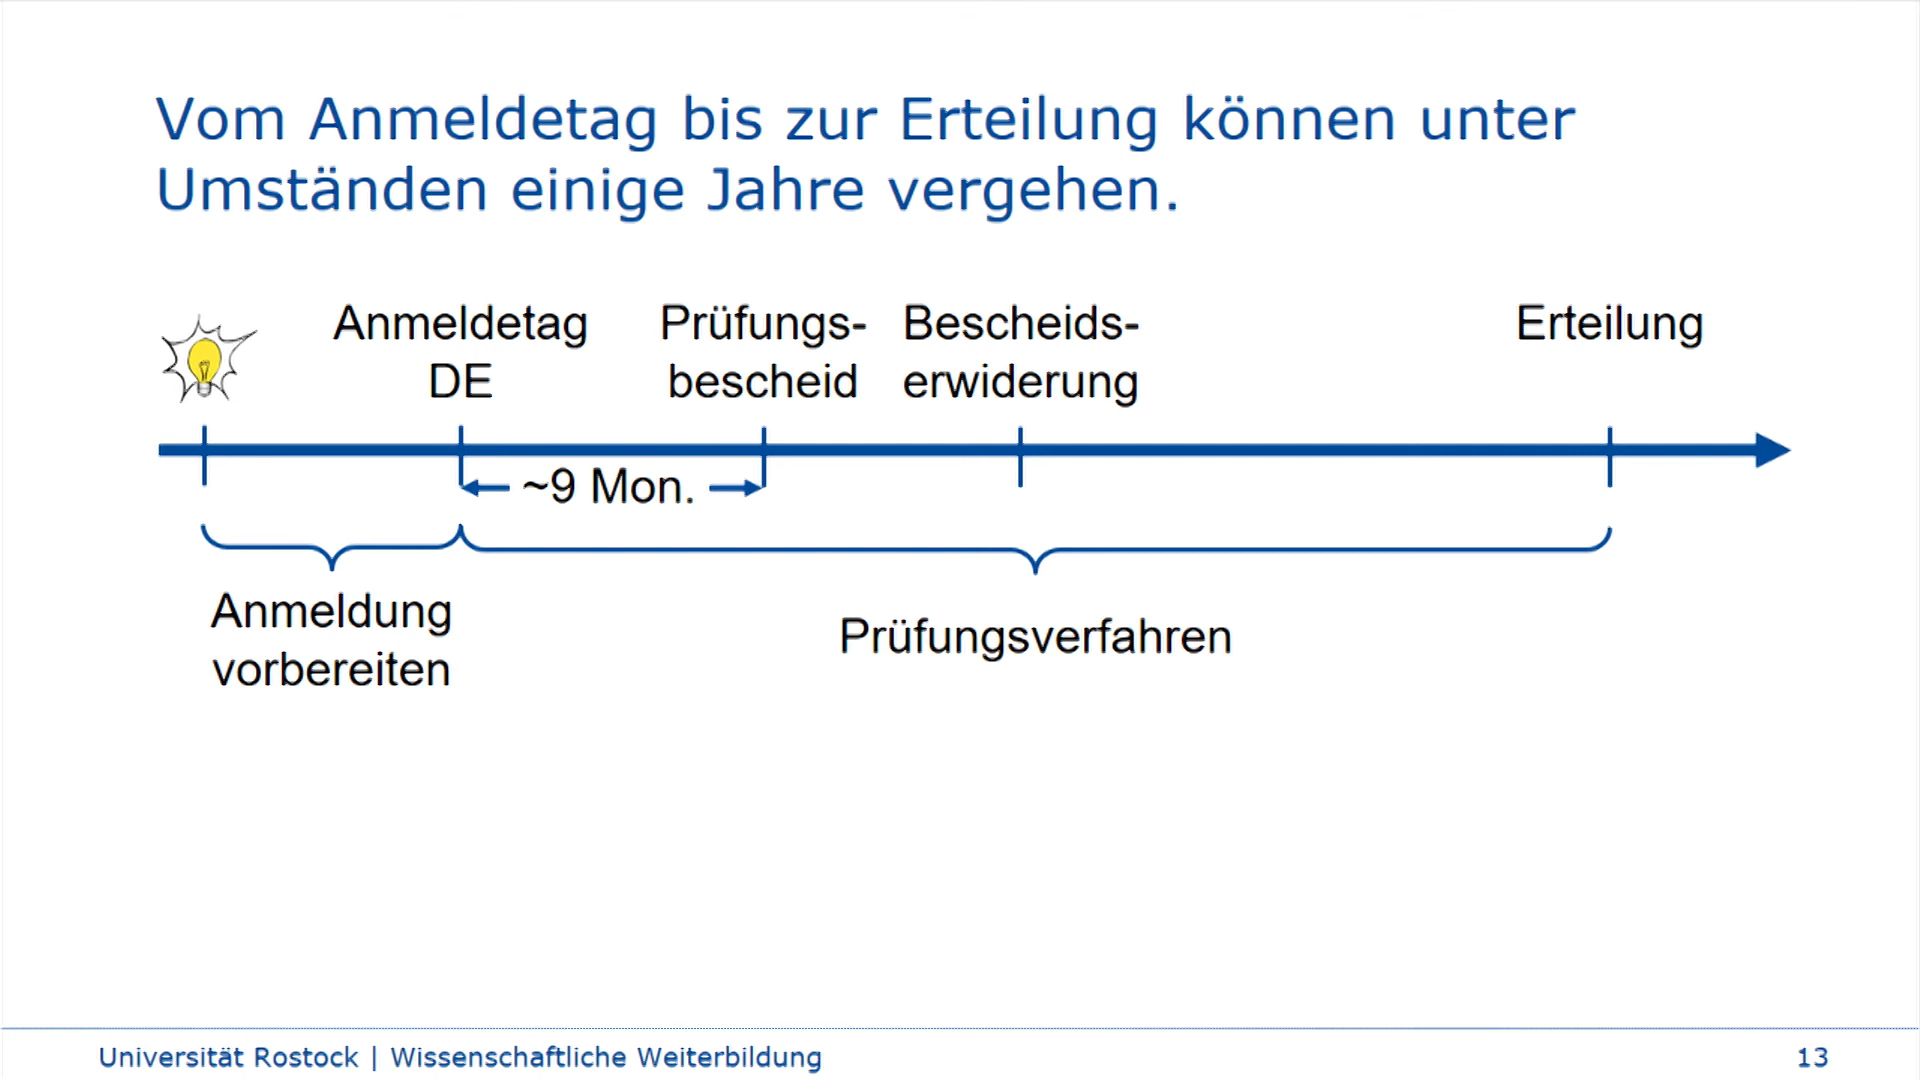 Vom Anmeldetag bis zur Erteilung können unter
Umständen einige Jahre vergehen.
Anmeldetag
DE
Prüfungs-
bescheid
Bescheids-
erwiderung
Erteilung
~9 Mon.
Anmeldung
vorbereiten
Prüfungsverfahren
Universität Rostock | Wissenschaftliche Weiterbildung
13